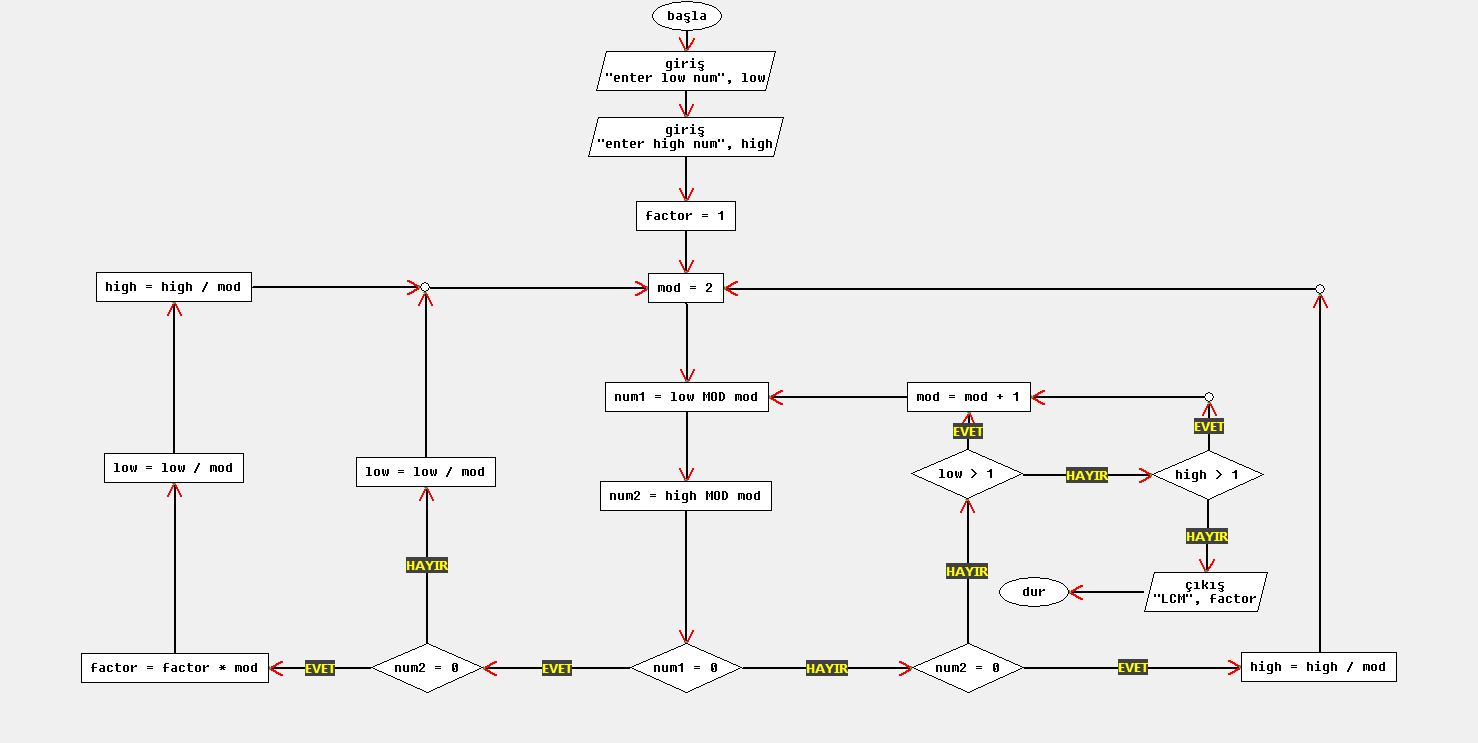 başla
giriş
"enter low num", low
giriş
"enter high num", high
factor = 1
high = high / mod
mod = 2
num1 = low MOD mod
mod = mod + 1
EVET
EVET
low = low / mod
low = low / mod
low > 1
HAYIR
high > 1
num2 = high MOD mod
HAYIR
HAYIR
HAYIR
çıkış
"LCM", factor
dur
factor = factor * mod
EVET
num2 = 0
EVET
num1 = 0
HAYIR
num2 = 0
EVET
high = high / mod